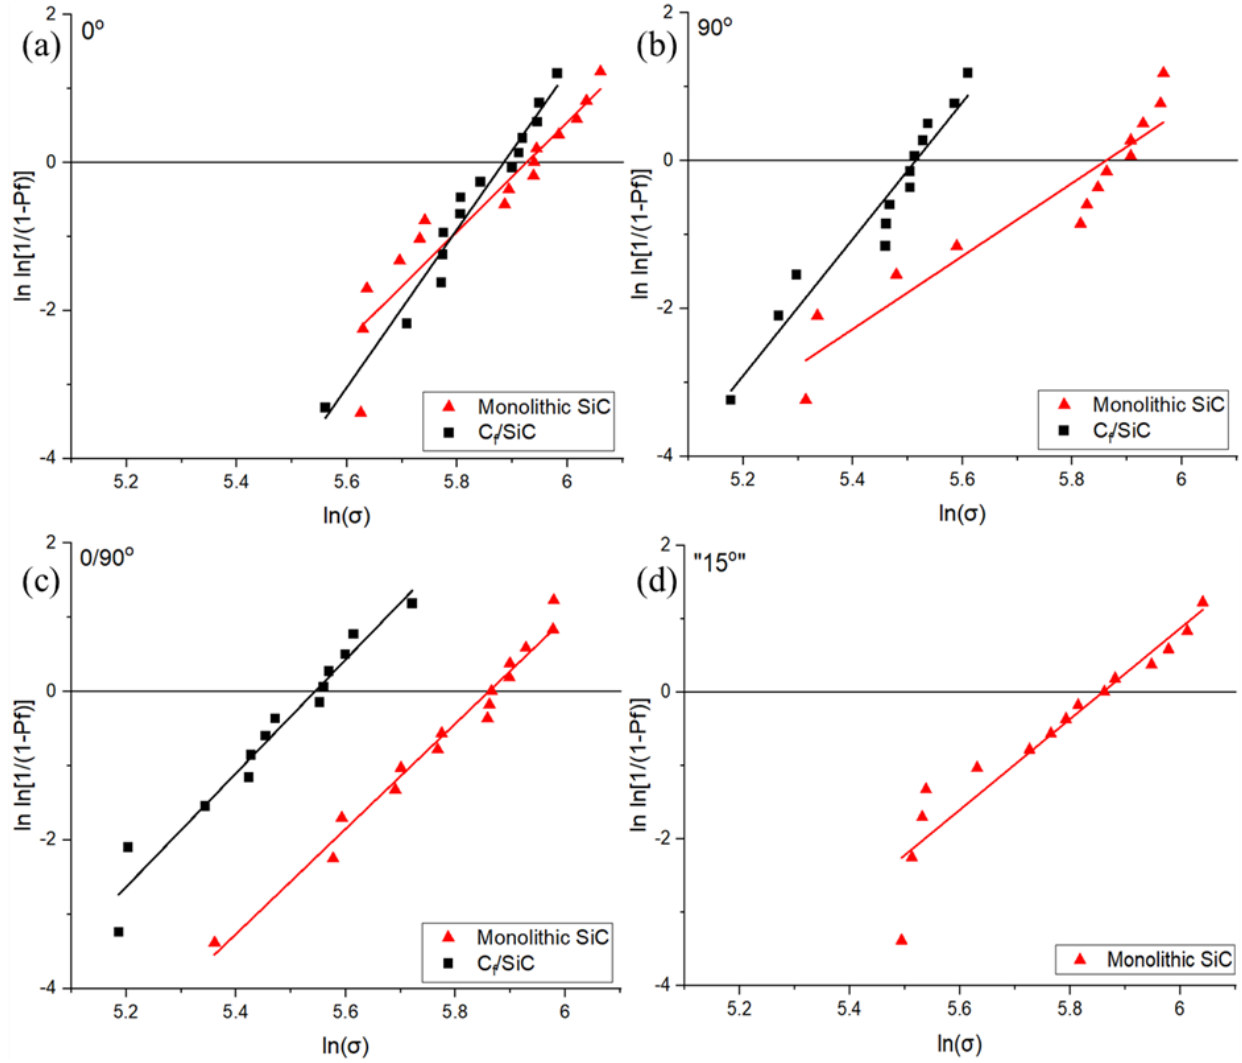 (a)
0°
2
0
-2
-4
ln ln[1/(1-Pf)]
5.2
5.4
5.6
5.8
6
ln(σ)
Monolithic SiC
Cf/SiC
(b)
90°
2
0
-2
-4
ln ln[1/(1-Pf)]
5.2
5.4
5.6
5.8
6
ln(σ)
Monolithic SiC
Cf/SiC
(c)
0/90°
2
0
-2
-4
ln ln[1/(1-Pf)]
5.2
5.4
5.6
5.8
6
ln(σ)
Monolithic SiC
Cf/SiC
(d)
"15°"
2
0
-2
-4
ln ln[1/(1-Pf)]
5.2
5.4
5.6
5.8
6
ln(σ)
Monolithic SiC